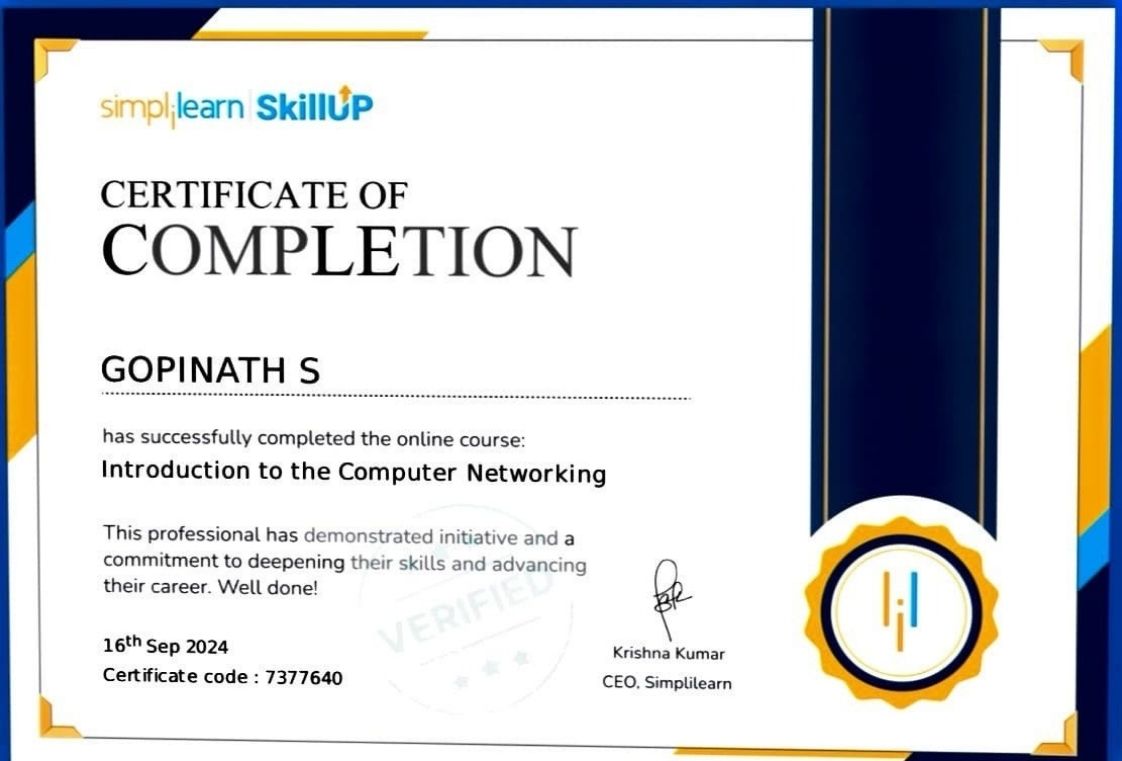 simplilearn | SkillUP
CERTIFICATE OF
COMPLETION
GOPINATH S
has successfully completed the online course:
Introduction to the Computer Networking
This professional has demonstrated initiative and a
commitment to deepening their skills and advancing
their career. Well done!
VERIFIED
16th Sep 2024
Certificate code : 7377640
Krishna Kumar
CEO, Simplilearn